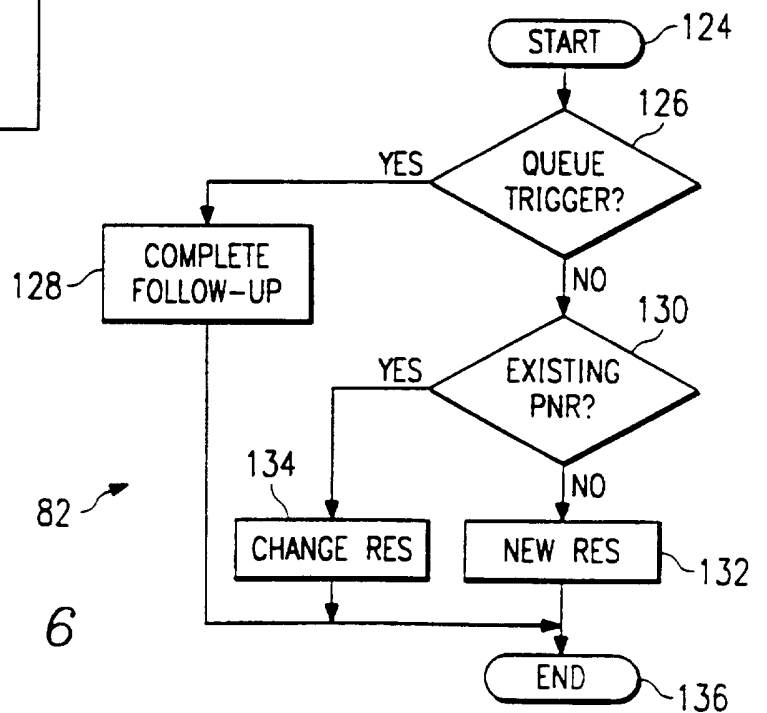 START
124
126
YES
QUEUE
TRIGGER?
COMPLETE
FOLLOW-UP
128
NO
130
YES
EXISTING
PNR?
134
NO
82
CHANGE RES
NEW RES
132
6
END
136